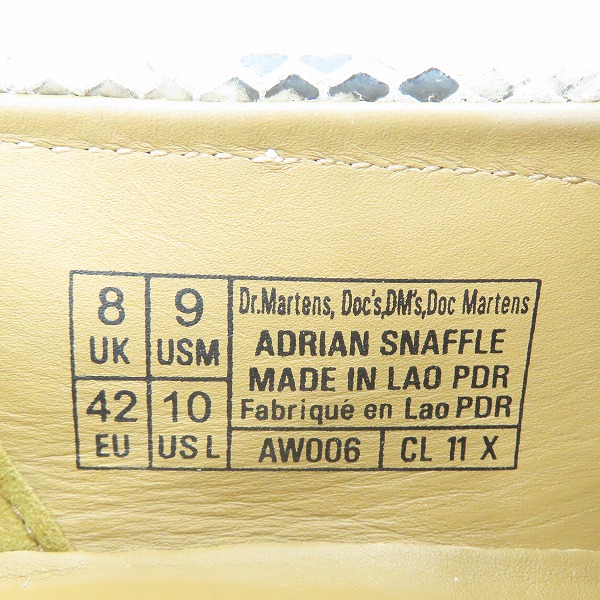 8 UK
9 USM
42 EU
10 US L
Dr.Martens, Doc's,DM's,Doc Martens
ADRIAN SNAFFLE
MADE IN LAO PDR
Fabriqué en Lao PDR
AW006
CL 11 X